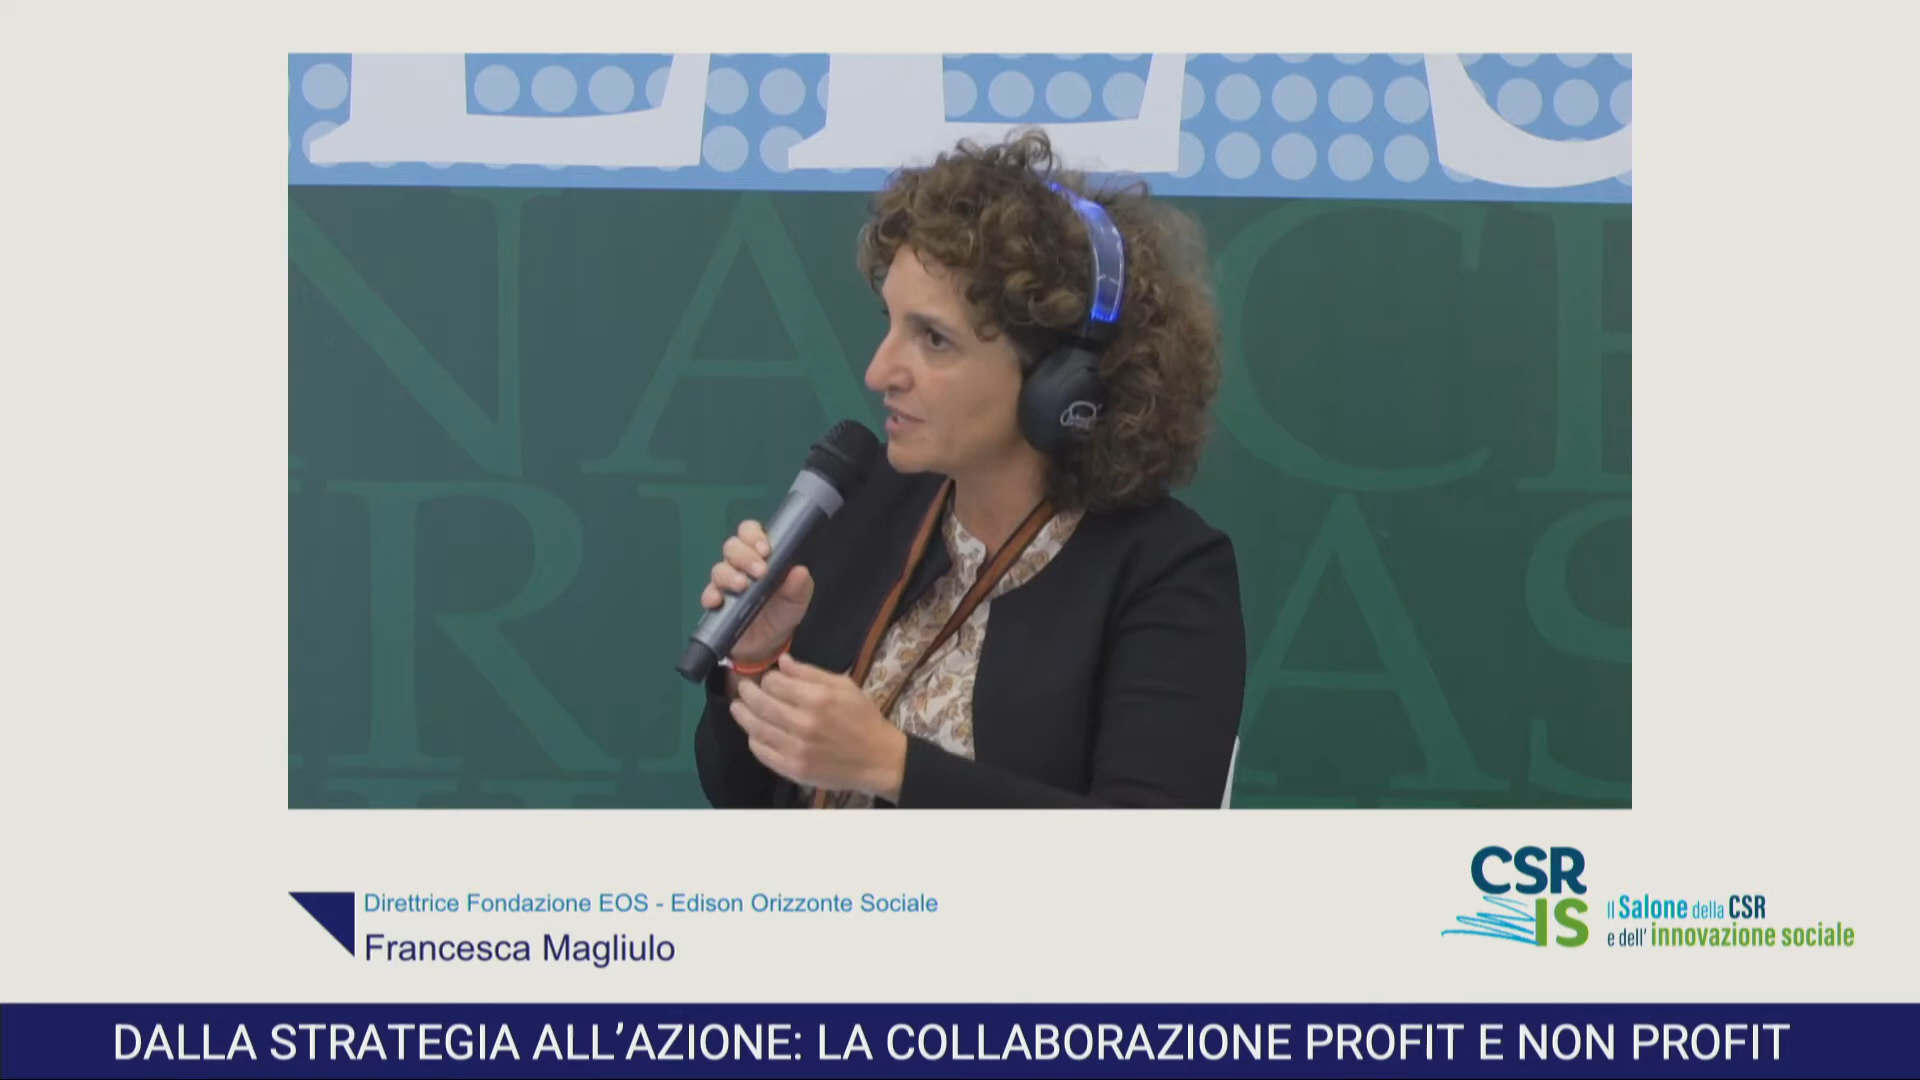 Direttrice Fondazione EOS - Edison Orizzonte Sociale
Francesca Magliulo
CSR
IS
Il Salone della CSR
e dell' innovazione sociale
DALLA STRATEGIA ALL’AZIONE: LA COLLABORAZIONE PROFIT E NON PROFIT